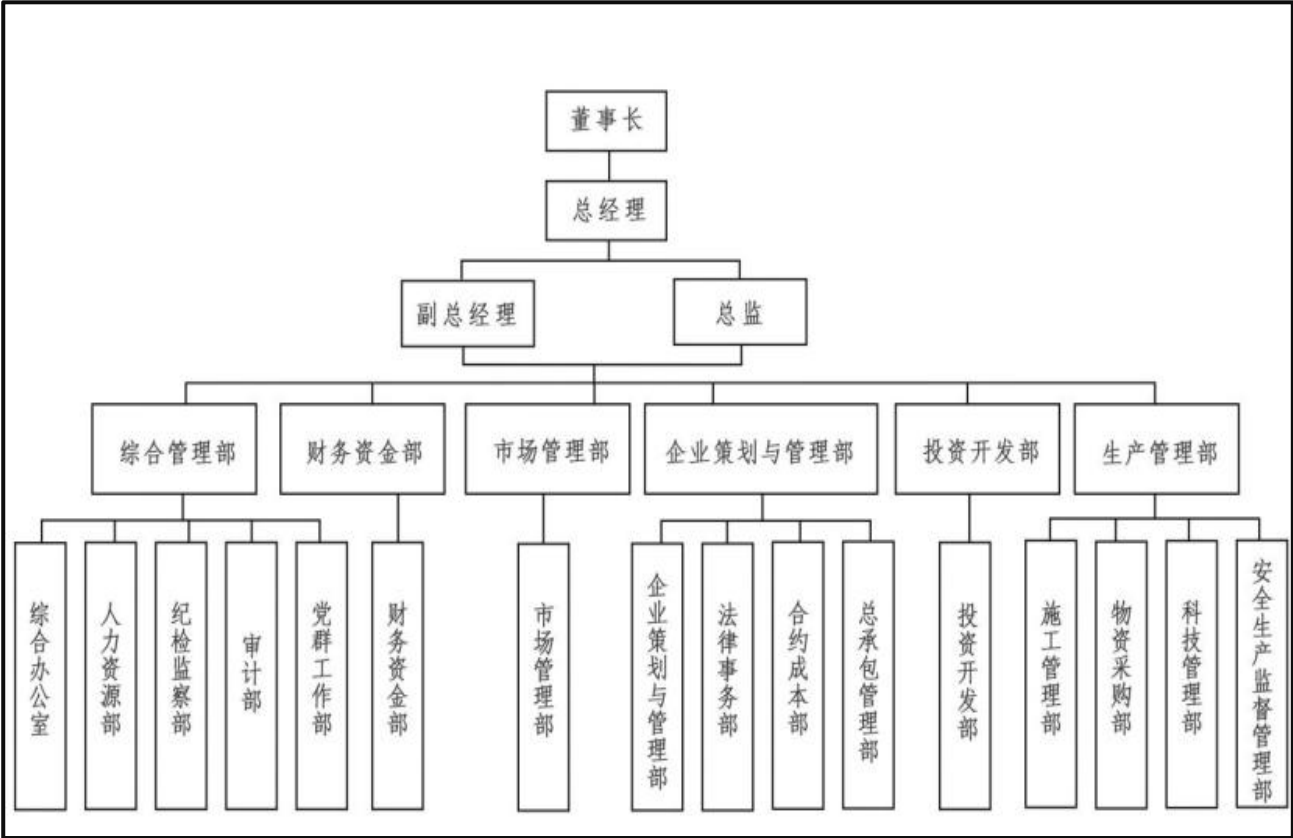 董事长
总经理
副总经理
总监
综合管理部
财务资金部
市场管理部
企业策划与管理部
投资开发部
生产管理部
综合办公室
人力资源部
纪检监察部
审计部
党群工作部
财务资金部
市场管理部
企业策划与管理部
法律事务部
合约成本部
总承包管理部
投资开发部
施工管理部
物资采购部
科技管理部
安全生产监督管理部